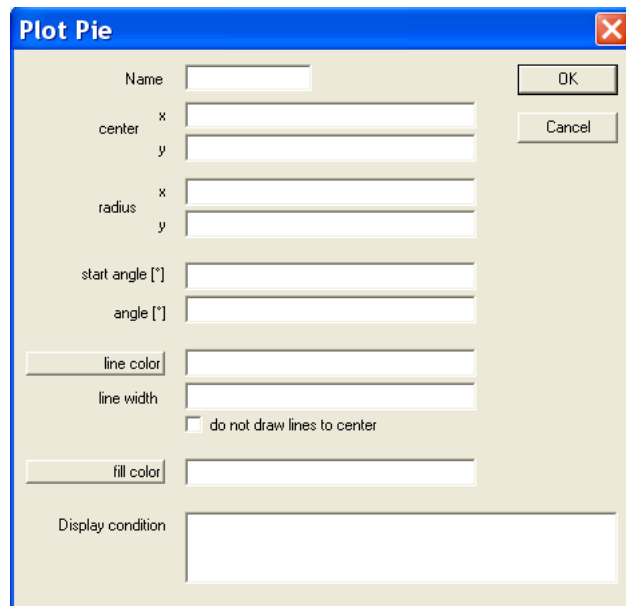 Plot Pie
Name
OK
center
x
y
Cancel
radius
x
y
start angle [°]
angle [°]
line color
line width
do not draw lines to center
fill color
Display condition